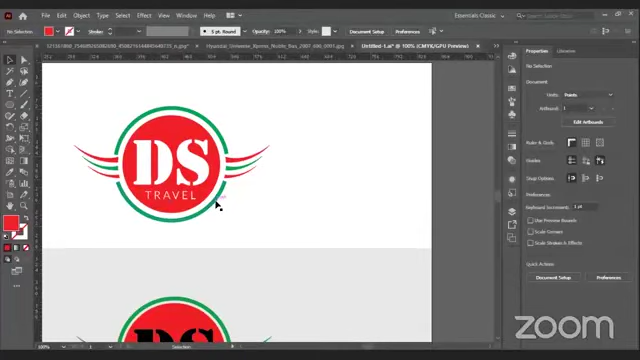 File Edit Object Type Select Effect View Window Help
Essentials Classic
No Selection
Stroke:
5 pt. Round
Opacity: 100%
Style:
Document Setup
Preferences
Untitled-1.ai* @ 100% (CMYK/GPU Preview)
Properties
Libraries
No Selection
Document
Units: Points
Artboard: 1
Edit Artboards
Ruler & Grids
Guides
Snap Options
Preferences
Keyboard Increment: 1 pt
Use Preview Bounds
Scale Corners
Scale Strokes & Effects
Quick Actions
Document Setup
Preferences
DS
TRAVEL
DS
100%
1
Selection
zoom